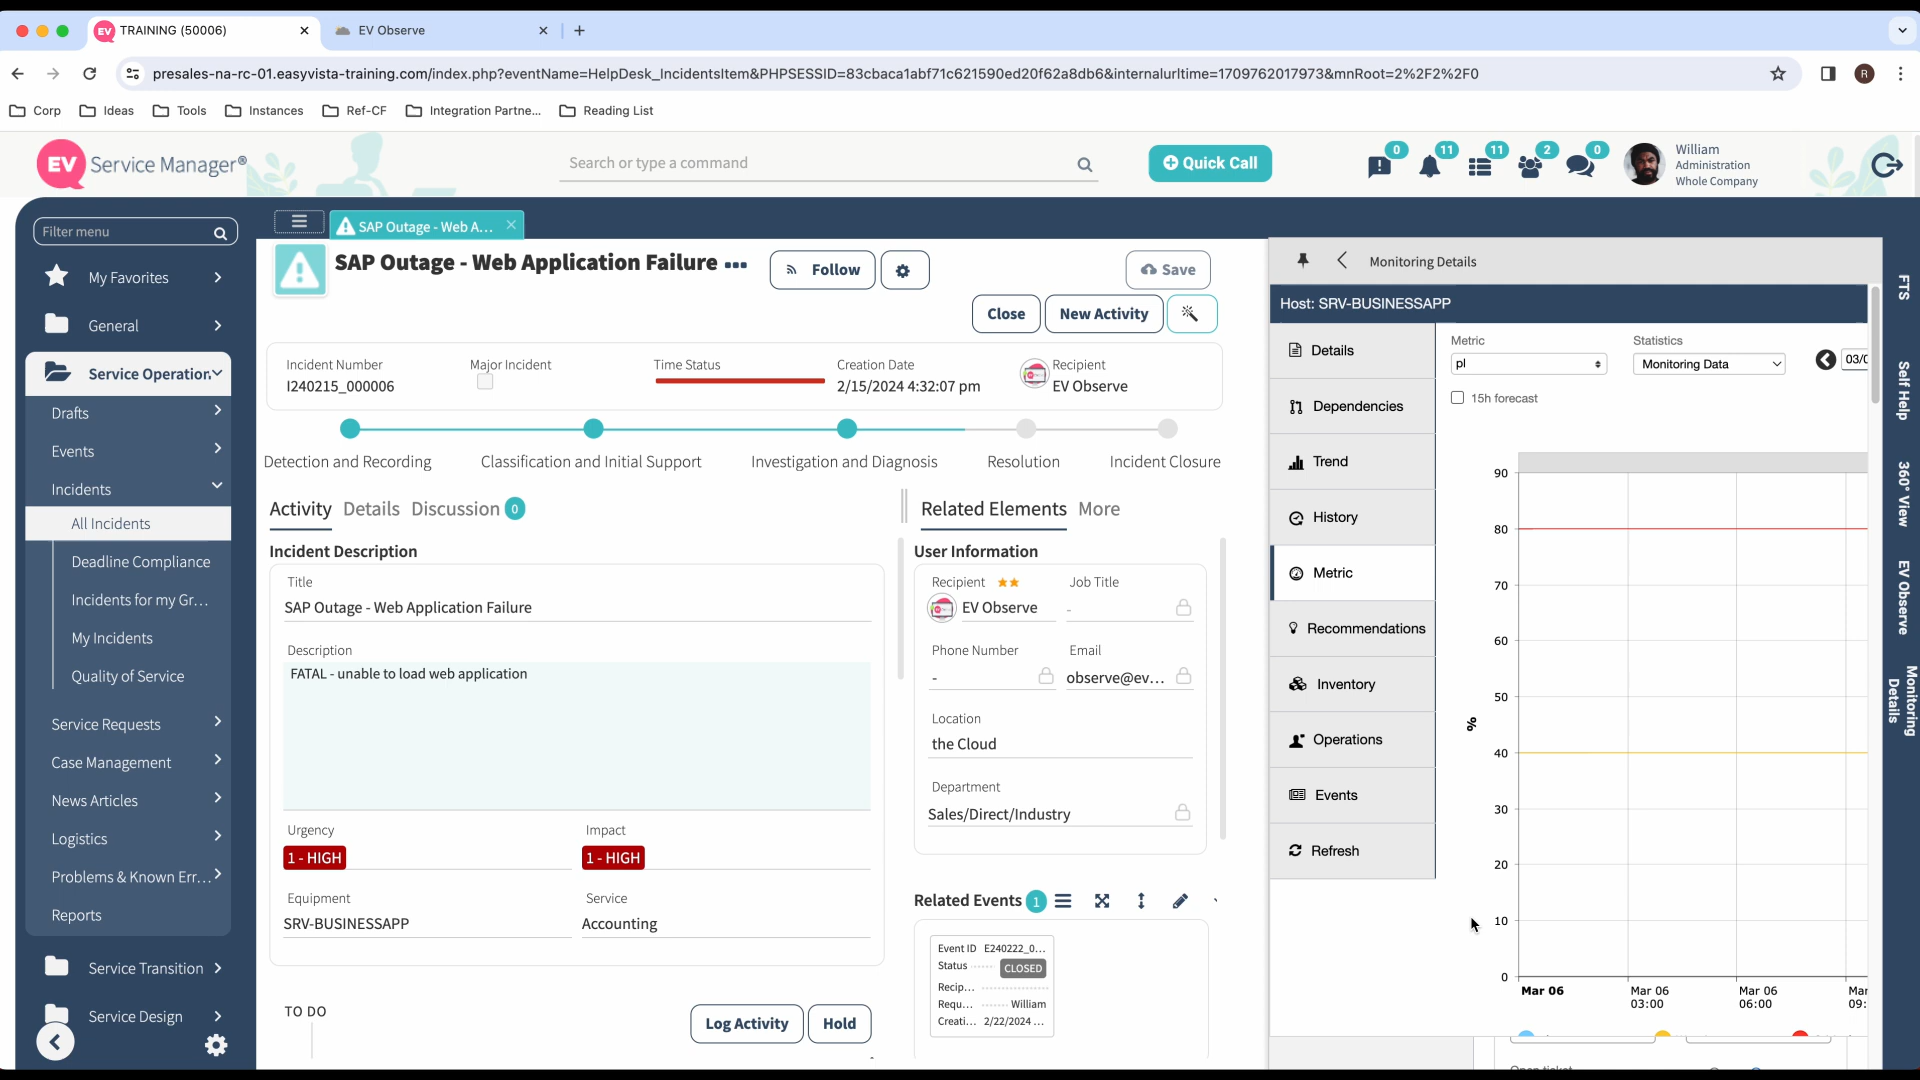 EV TRAINING (50006)
EV Observe
presales-na-rc-01.easyvista-training.com/index.php?eventName=HelpDesk_IncidentsItem&PHPSESSID=83cbaca1abf71c621590ed20f62a8db6&internalurltime=1709762017973&mnRoot=2%2F2%2F0
R
Corp
Ideas
Tools
Instances
Ref-CF
Integration Partne...
Reading List
EV Service Manager®
Search or type a command
Quick Call
0
11
11
2
0
William
Administration
Whole Company
Filter menu
My Favorites
General
Service Operation
Drafts
Events
Incidents
All Incidents
Deadline Compliance
Incidents for my Gr...
My Incidents
Quality of Service
Service Requests
Case Management
News Articles
Logistics
Problems & Known Err...
Reports
Service Transition
Service Design
SAP Outage - Web A...
SAP Outage - Web Application Failure
Follow
Save
Close
New Activity
Incident Number
I240215_000006
Major Incident
Time Status
Creation Date
2/15/2024 4:32:07 pm
Recipient
EV Observe
Detection and Recording
Classification and Initial Support
Investigation and Diagnosis
Resolution
Incident Closure
Activity
Details
Discussion 0
Incident Description
Title
SAP Outage - Web Application Failure
Description
FATAL - unable to load web application
Urgency
1 - HIGH
Impact
1 - HIGH
Equipment
SRV-BUSINESSAPP
Service
Accounting
TO DO
Log Activity
Hold
Related Elements
More
User Information
Recipient
EV Observe
Job Title
-
Phone Number
-
Email
observe@ev...
Location
the Cloud
Department
Sales/Direct/Industry
Related Events 1
Event ID E240222_0...
Status CLOSED
Recip...
Requ... William
Creati... 2/22/2024 ...
Monitoring Details
Host: SRV-BUSINESSAPP
Details
Dependencies
Trend
History
Metric
Recommendations
Inventory
Operations
Events
Refresh
Metric
pl
Statistics
Monitoring Data
03/0
15h forecast
%
90
80
70
60
50
40
30
20
10
0
Mar 06
Mar 06
03:00
Mar 06
06:00
Mar
09:
FTS
Self Help
360° View
EV Observe
Monitoring
Details